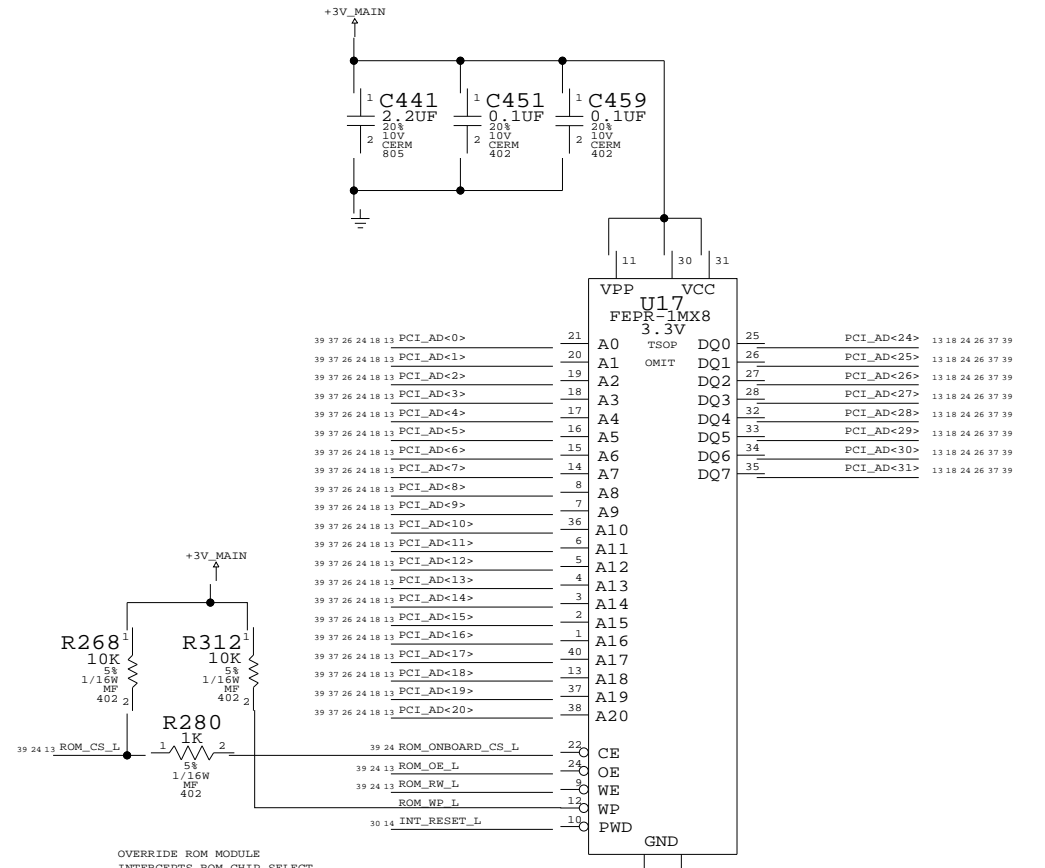 +3V_MAIN
1 C441 1 C451 1 C459
2.2UF 0.1UF 0.1UF
20% 20% 20%
10V 10V 10V
2 CERM 2 CERM 2 CERM
805 402 402
11 30 31
VPP VCC
U17
FEPR-1MX8
3.3V
TSOP
OMIT
39 37 26 24 18 13 PCI_AD<0> 21 A0 DQ0 25 PCI_AD<24> 13 18 24 26 37 39
39 37 26 24 18 13 PCI_AD<1> 20 A1 DQ1 26 PCI_AD<25> 13 18 24 26 37 39
39 37 26 24 18 13 PCI_AD<2> 19 A2 DQ2 27 PCI_AD<26> 13 18 24 26 37 39
39 37 26 24 18 13 PCI_AD<3> 18 A3 DQ3 28 PCI_AD<27> 13 18 24 26 37 39
39 37 26 24 18 13 PCI_AD<4> 17 A4 DQ4 32 PCI_AD<28> 13 18 24 26 37 39
39 37 26 24 18 13 PCI_AD<5> 16 A5 DQ5 33 PCI_AD<29> 13 18 24 26 37 39
39 37 26 24 18 13 PCI_AD<6> 15 A6 DQ6 34 PCI_AD<30> 13 18 24 26 37 39
39 37 26 24 18 13 PCI_AD<7> 14 A7 DQ7 35 PCI_AD<31> 13 18 24 26 37 39
39 37 26 24 18 13 PCI_AD<8> 8 A8
39 37 26 24 18 13 PCI_AD<9> 7 A9
39 37 26 24 18 13 PCI_AD<10> 36 A10
39 37 26 24 18 13 PCI_AD<11> 6 A11
39 37 26 24 18 13 PCI_AD<12> 5 A12
39 37 26 24 18 13 PCI_AD<13> 4 A13
39 37 26 24 18 13 PCI_AD<14> 3 A14
39 37 26 24 18 13 PCI_AD<15> 2 A15
39 37 26 24 18 13 PCI_AD<16> 1 A16
39 37 26 24 18 13 PCI_AD<17> 40 A17
39 37 26 24 18 13 PCI_AD<18> 13 A18
39 37 26 24 18 13 PCI_AD<19> 37 A19
39 37 26 24 18 13 PCI_AD<20> 38 A20
+3V_MAIN
R268 1 R312 1
10K 10K
5% 5%
1/16W 1/16W
MF MF
402 2 402 2
R280
39 24 13 ROM_CS_L 1 1K 2
5%
1/16W
MF
402
39 24 ROM_ONBOARD_CS_L 22 CE
39 24 13 ROM_OE_L 24 OE
39 24 13 ROM_RW_L 9 WE
ROM_WP_L 12 WP
30 14 INT_RESET_L 10 PWD
GND
OVERRIDE ROM MODULE
INTERCEPTS ROM CHIP SELECT